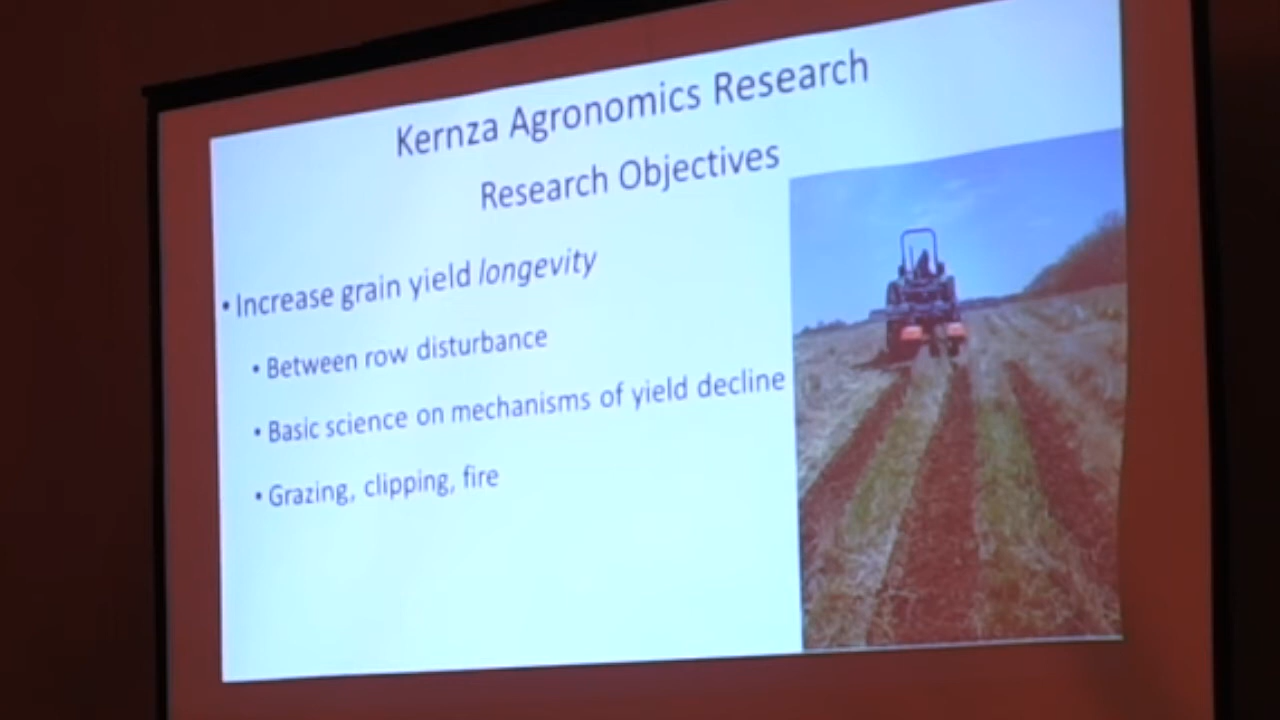 Kernza Agronomics Research
Research Objectives
• Increase grain yield longevity
• Between row disturbance
• Basic science on mechanisms of yield decline
• Grazing, clipping, fire